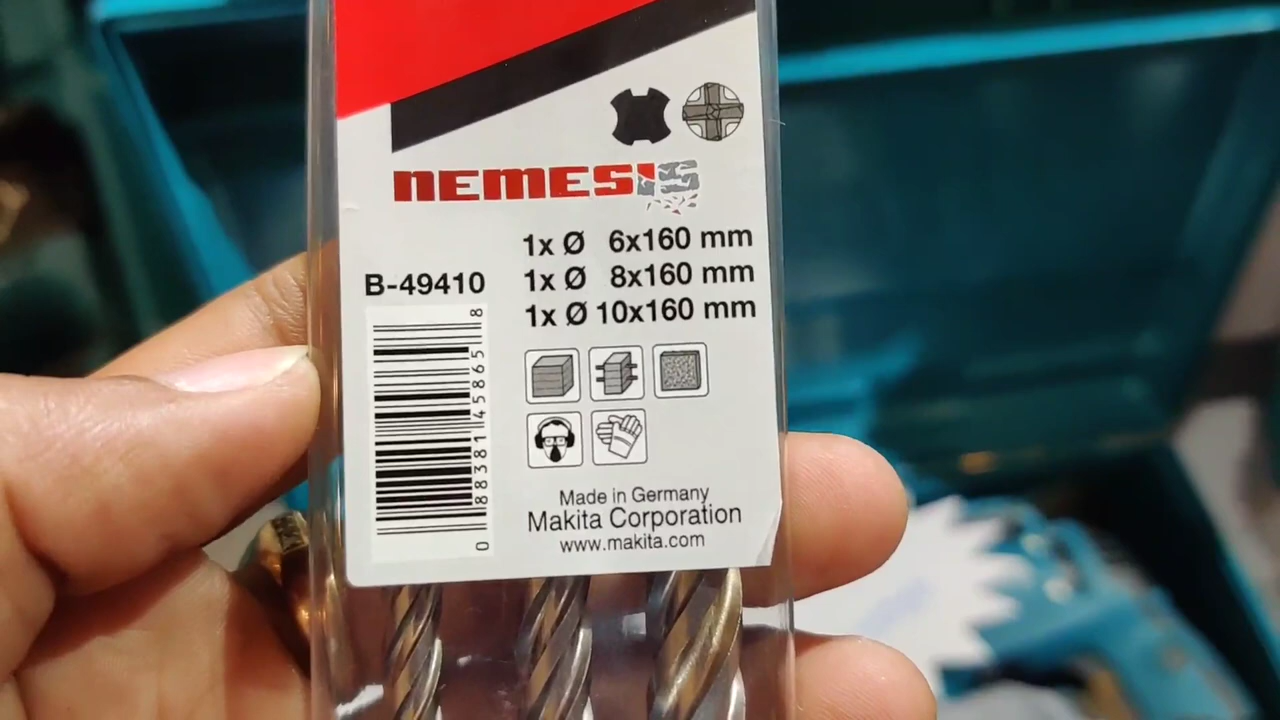 NEMESIS
1x Ø 6x160 mm
1x Ø 8x160 mm
1x Ø 10x160 mm
B-49410
0 88381 45865 8
Made in Germany
Makita Corporation
www.makita.com